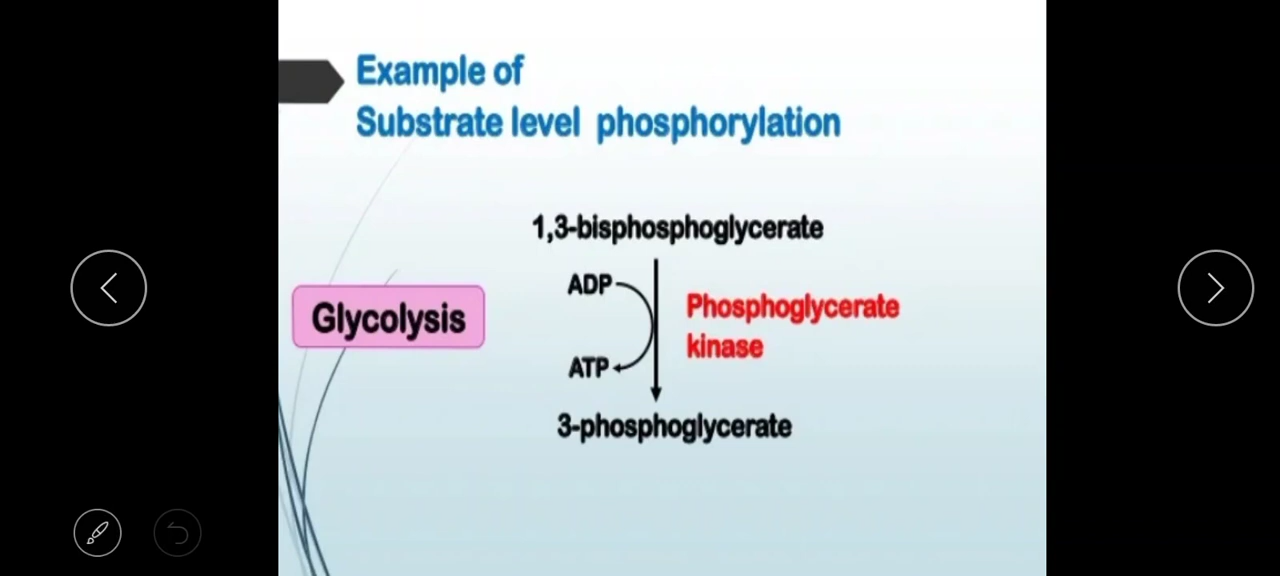 Example of
Substrate level phosphorylation
1,3-bisphosphoglycerate
ADP
Phosphoglycerate
kinase
Glycolysis
ATP
3-phosphoglycerate